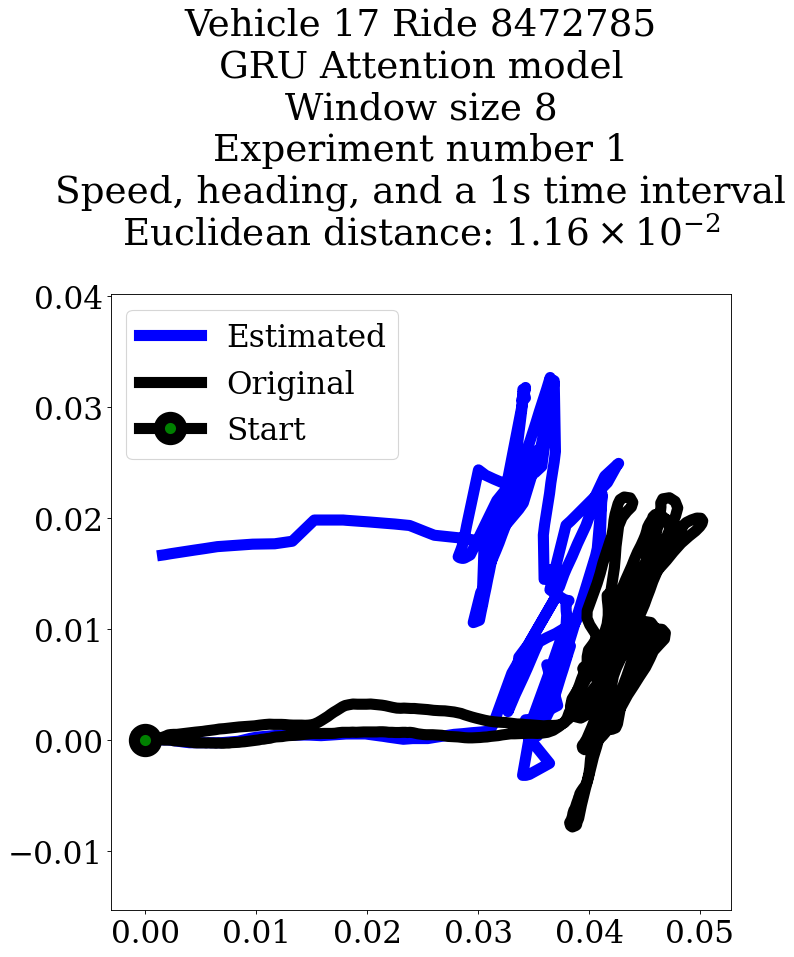 Vehicle 17 Ride 8472785
GRU Attention model
Window size 8
Experiment number 1
Speed, heading, and a 1s time interval
Euclidean distance: 1.16 × 10⁻²
0.04
Estimated
Original
Start
0.03
0.02
0.01
0.00
−0.01
0.00 0.01 0.02 0.03 0.04 0.05